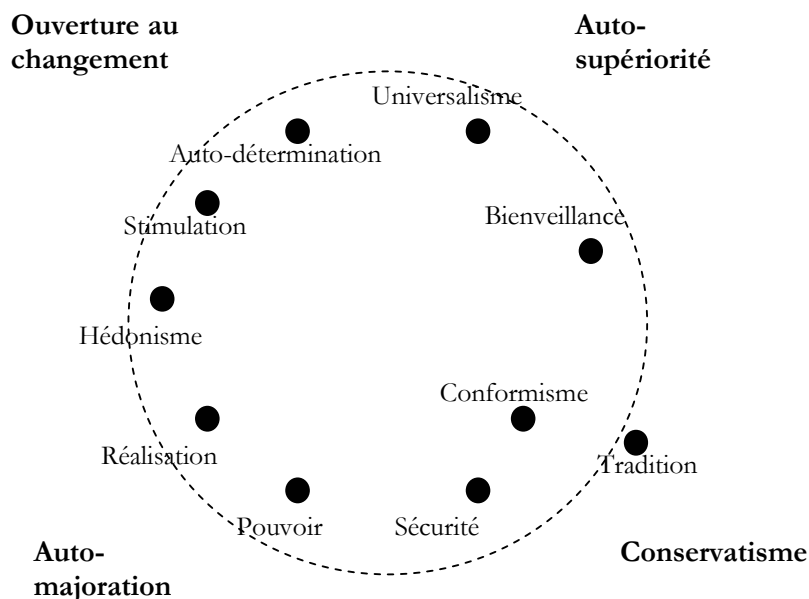 Ouverture au
changement
Auto-
supériorité
Universalisme
Auto-détermination
Stimulation
Bienveillance
Hédonisme
Conformisme
Réalisation
Tradition
Pouvoir
Sécurité
Auto-
majoration
Conservatisme